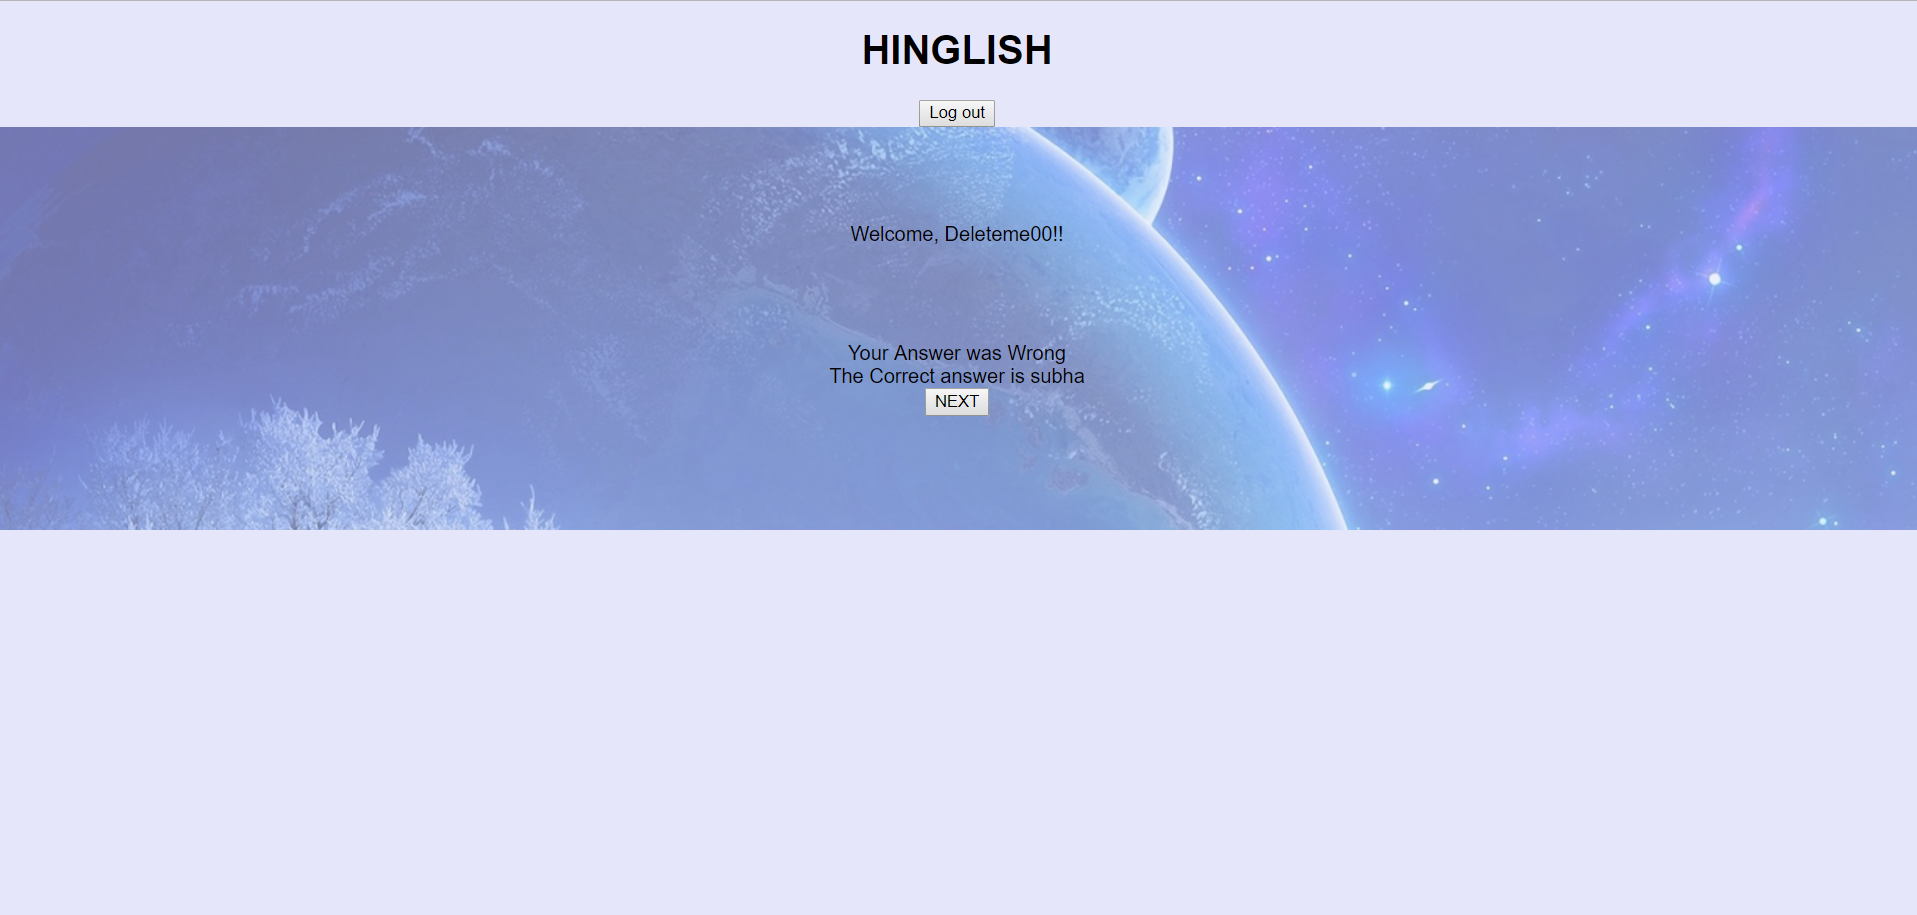 HINGLISH
Log out
Welcome, Deleteme00!!
Your Answer was Wrong
The Correct answer is subha
NEXT